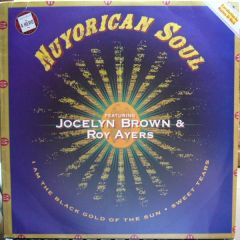 NUYORICAN SOUL
FEATURING
JOCELYN BROWN &
ROY AYERS
I AM THE BLACK GOLD OF THE SUN • SWEET TEARS